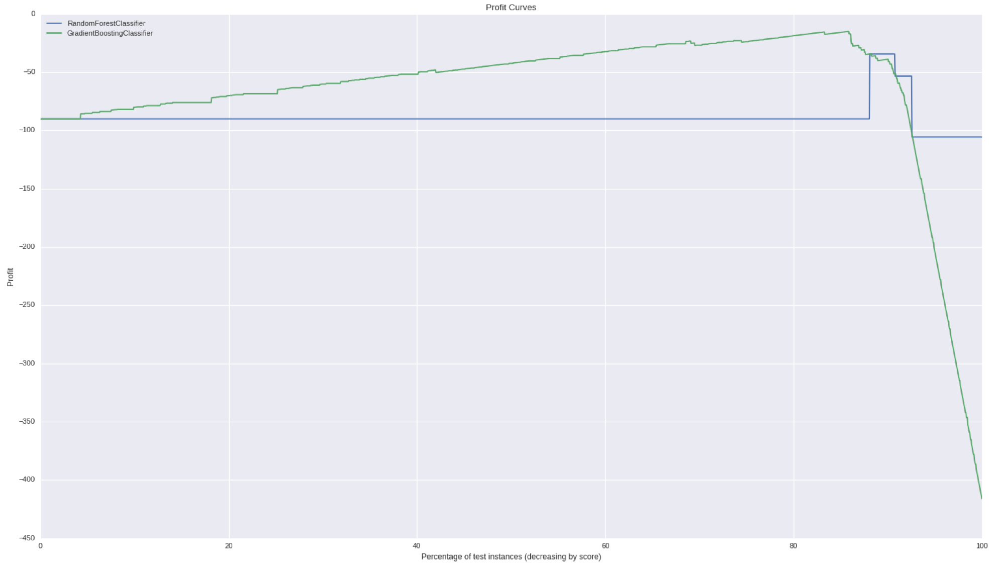 Profit Curves
RandomForestClassifier
GradientBoostingClassifier
0
−50
−100
−150
−200
−250
−300
−350
−400
−450
Profit
0 20 40 60 80 100
Percentage of test instances (decreasing by score)